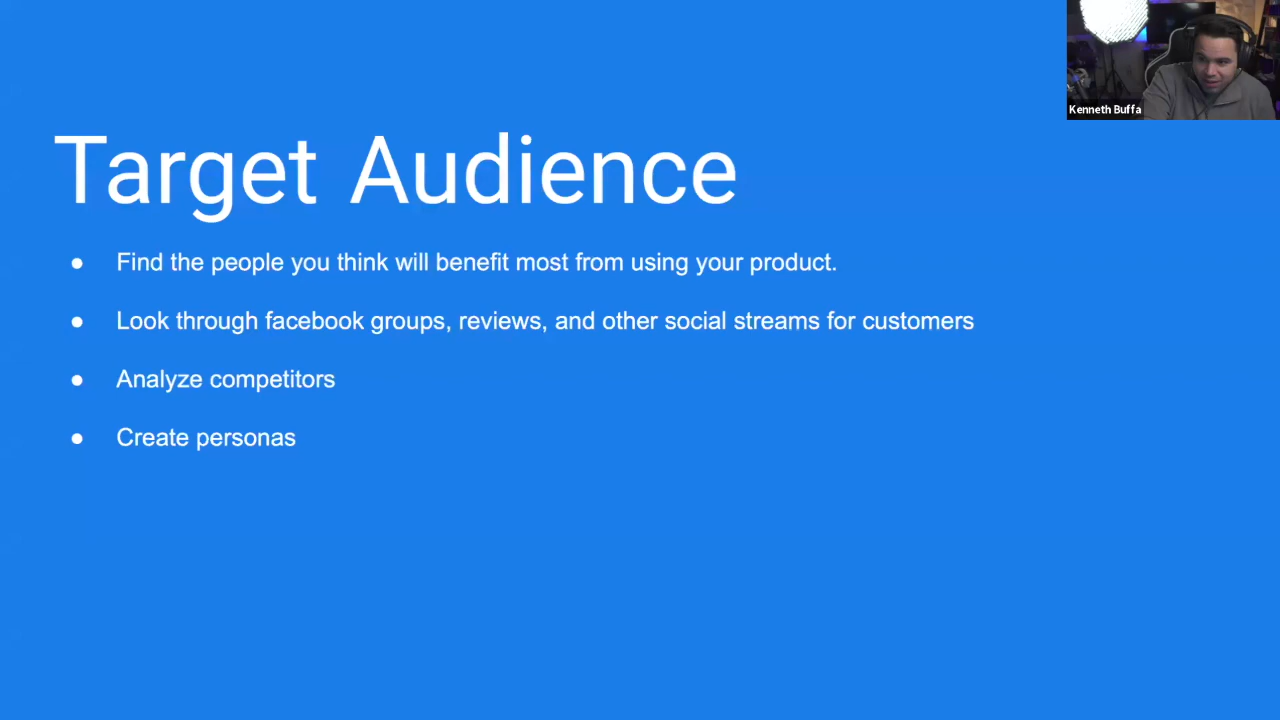 Kenneth Buffa
Target Audience
● Find the people you think will benefit most from using your product.
● Look through facebook groups, reviews, and other social streams for customers
● Analyze competitors
● Create personas